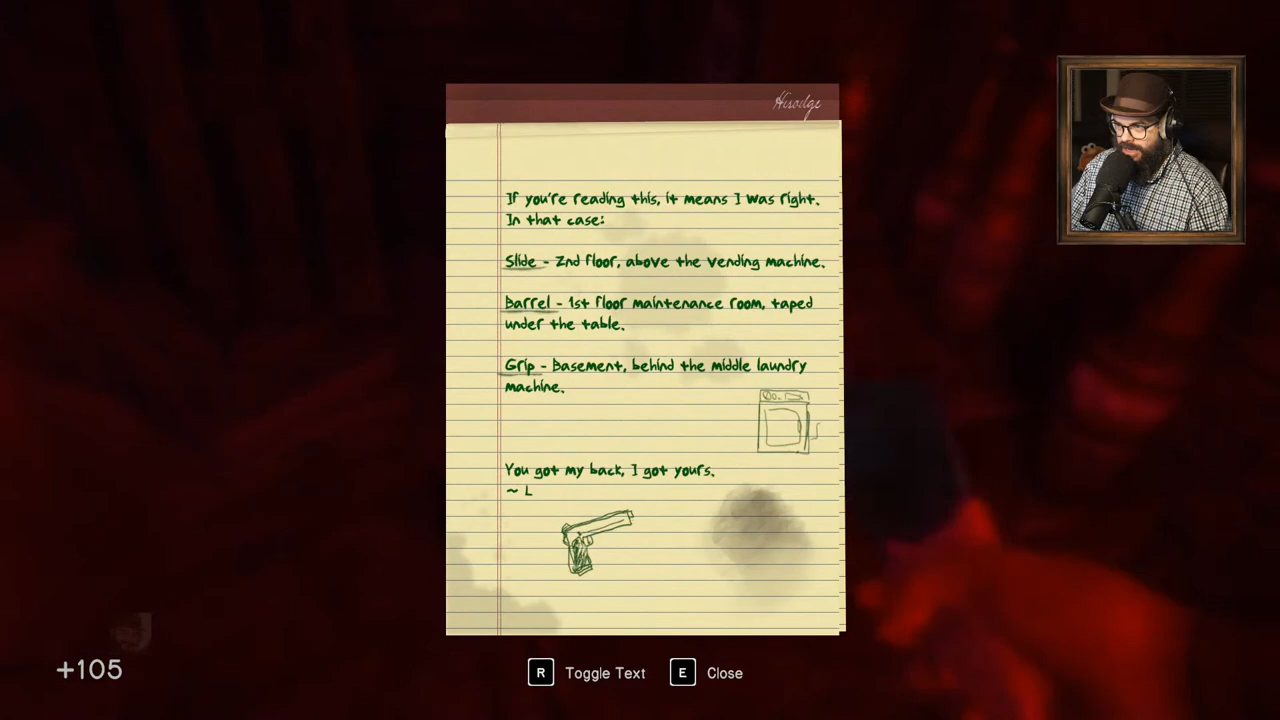 If you're reading this, it means I was right.
In that case:
Slide - 2nd floor, above the vending machine.
Barrel - 1st floor maintenance room, taped
under the table.
Grip - Basement, behind the middle laundry
machine.
You got my back, I got yours.
~ L
+105
R Toggle Text E Close